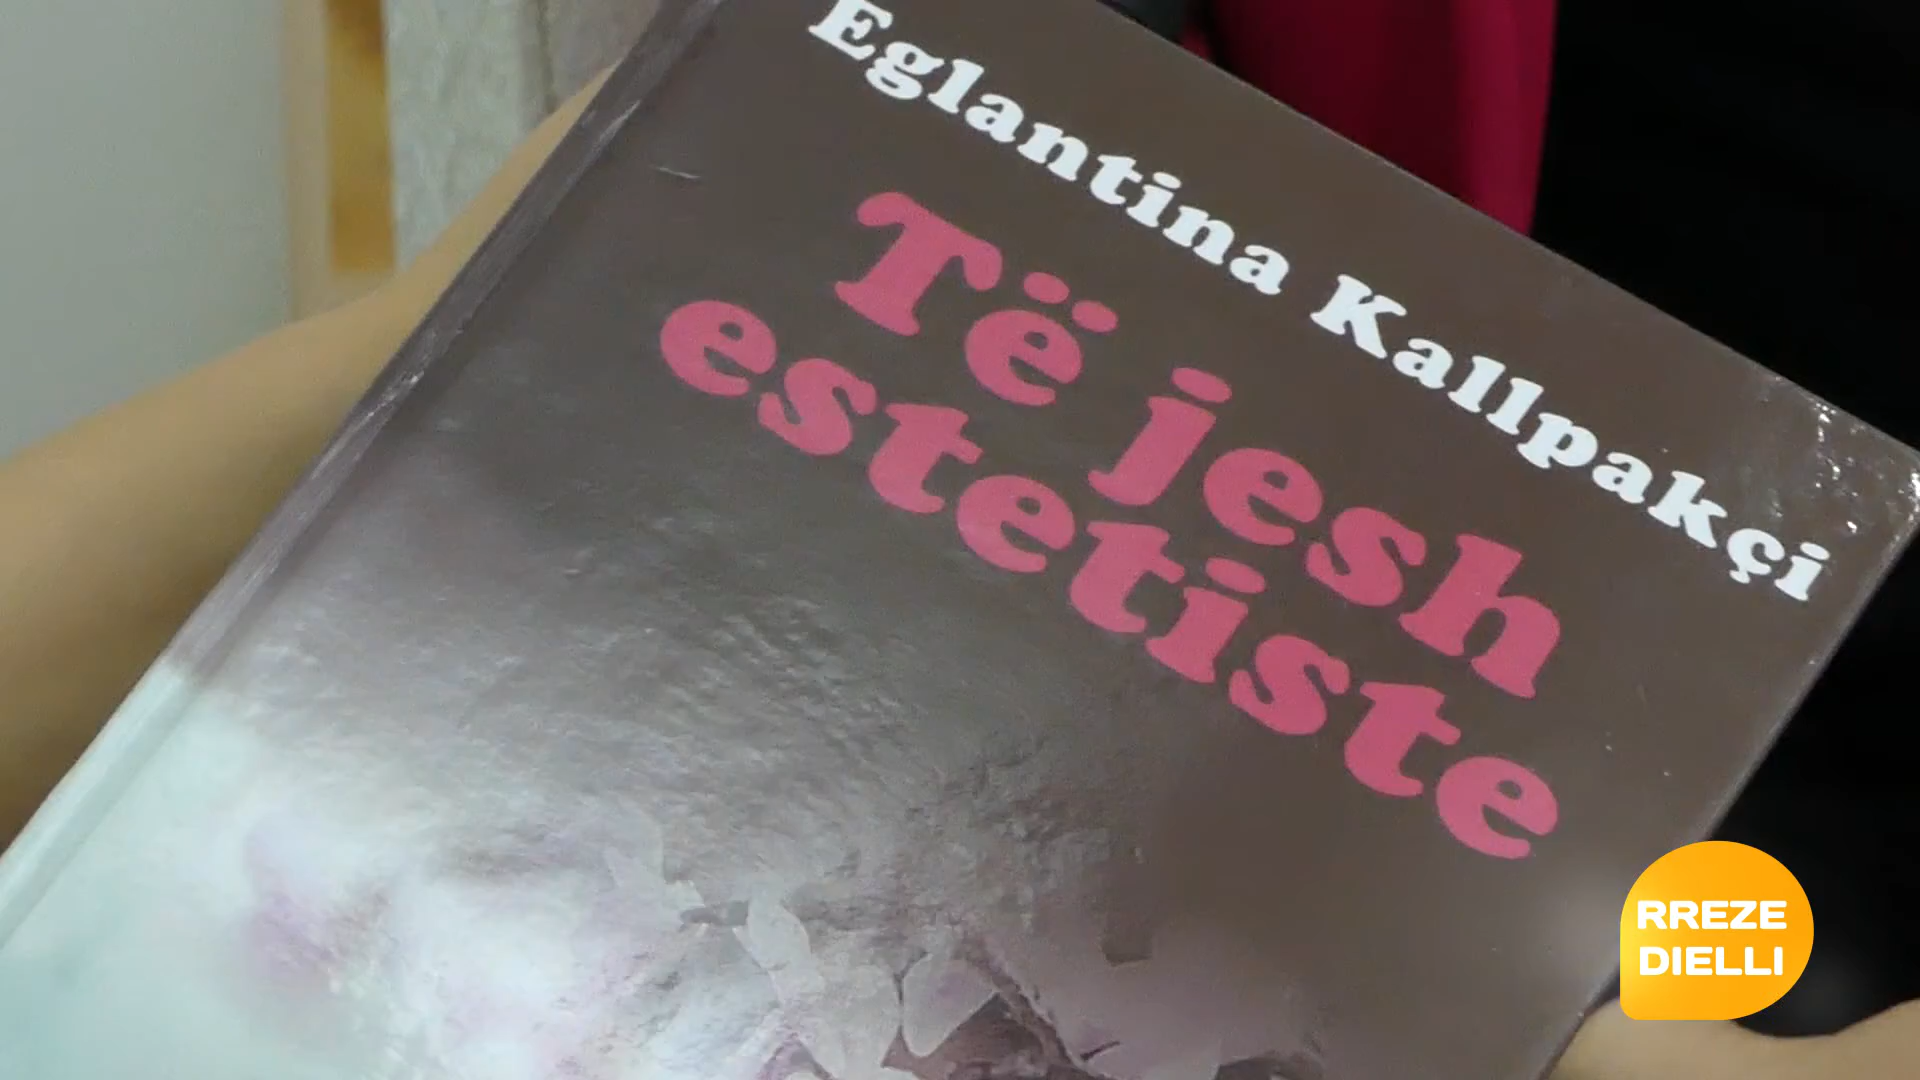 Eglantina Kallpakçi
Të jesh
estetiste
RREZE
DIELLI